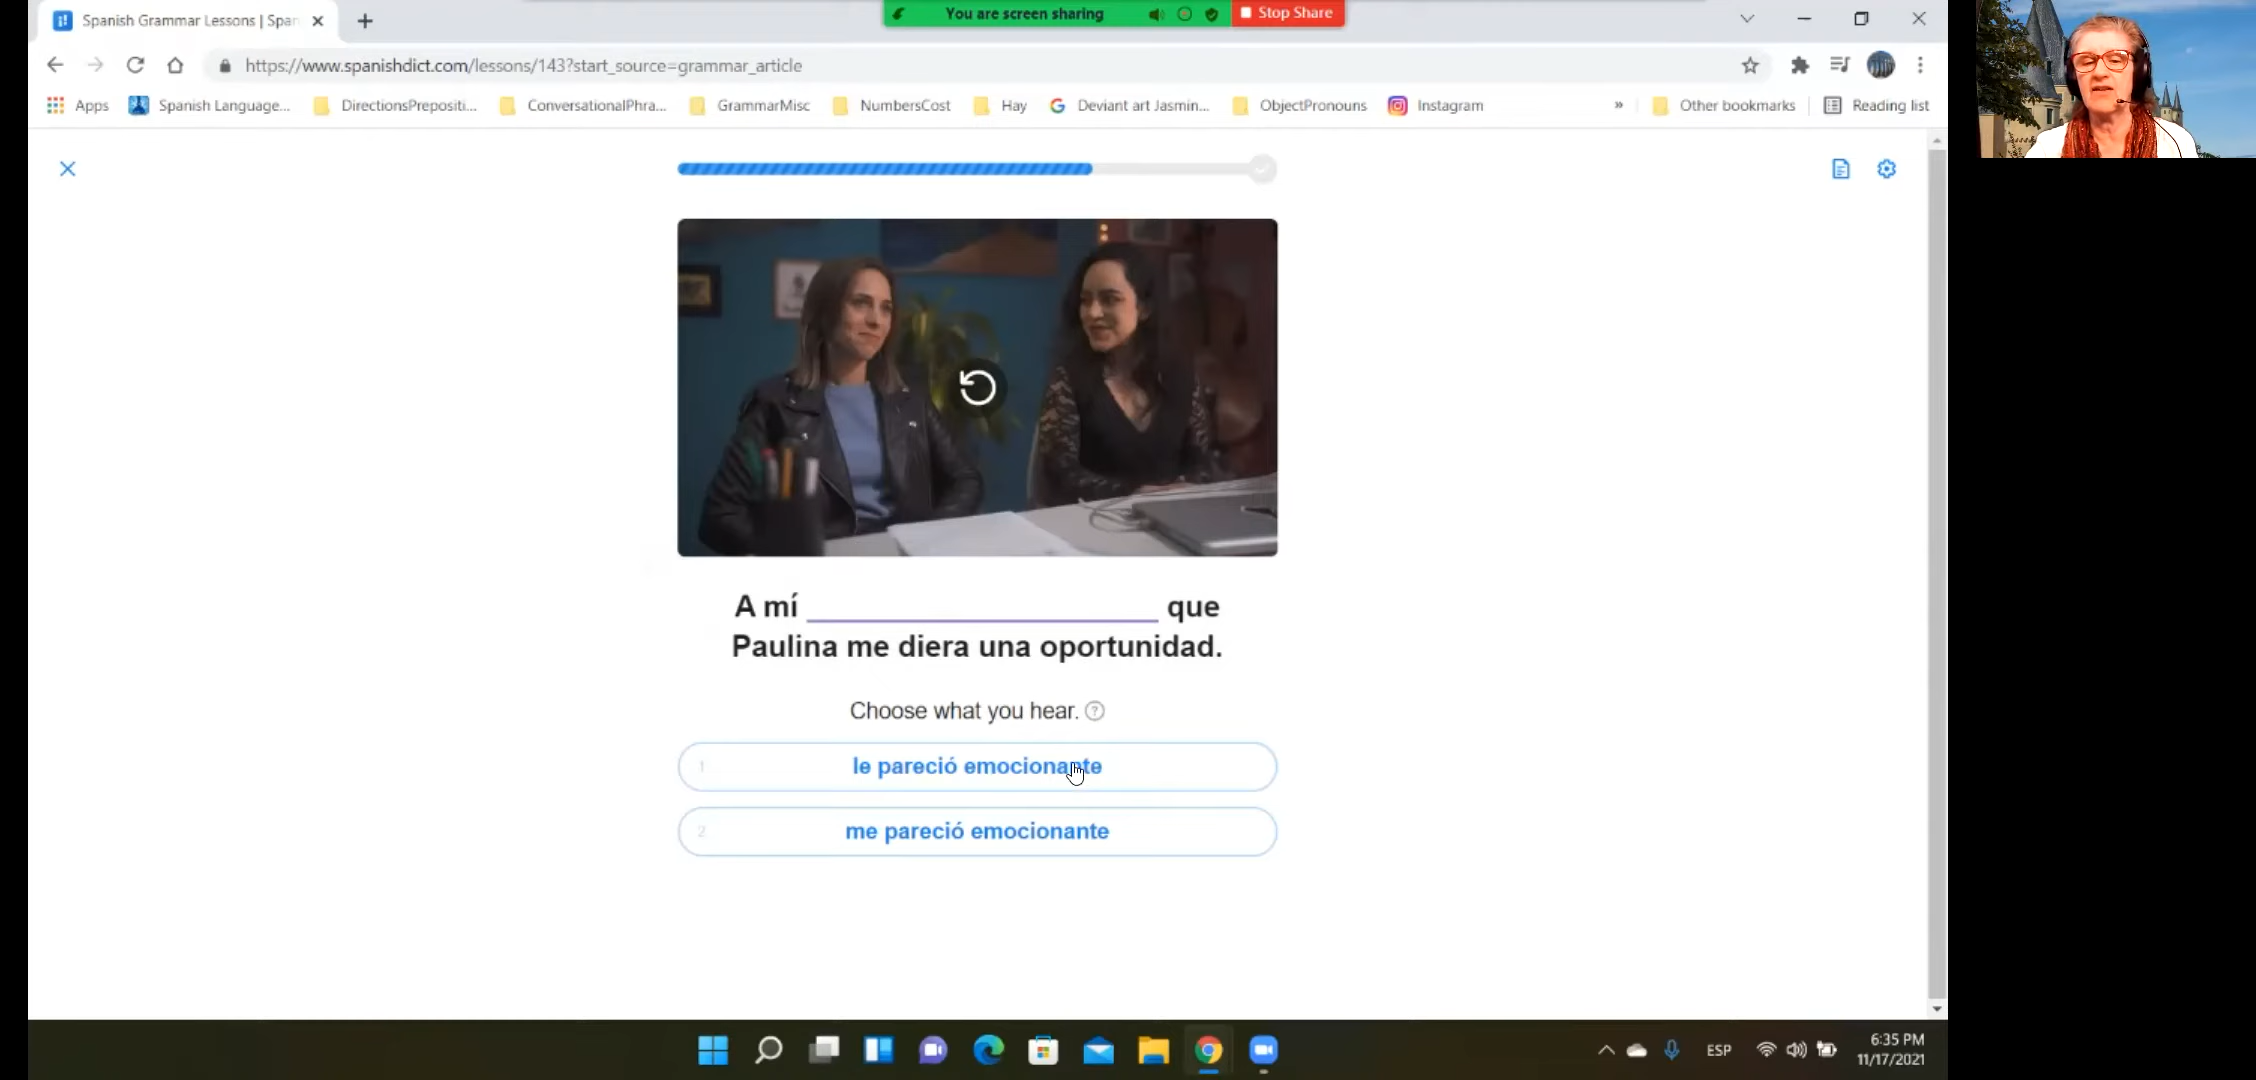 Spanish Grammar Lessons | Span
You are screen sharing
Stop Share
https://www.spanishdict.com/lessons/143?start_source=grammar_article
Apps
Spanish Language...
DirectionsPrepositi...
ConversationalPhra...
GrammarMisc
NumbersCost
Hay
Deviant art Jasmin...
ObjectPronouns
Instagram
»
Other bookmarks
Reading list
A mí ______ que
Paulina me diera una oportunidad.
Choose what you hear. ?
1 le pareció emocionante
2 me pareció emocionante
ESP
6:35 PM
11/17/2021